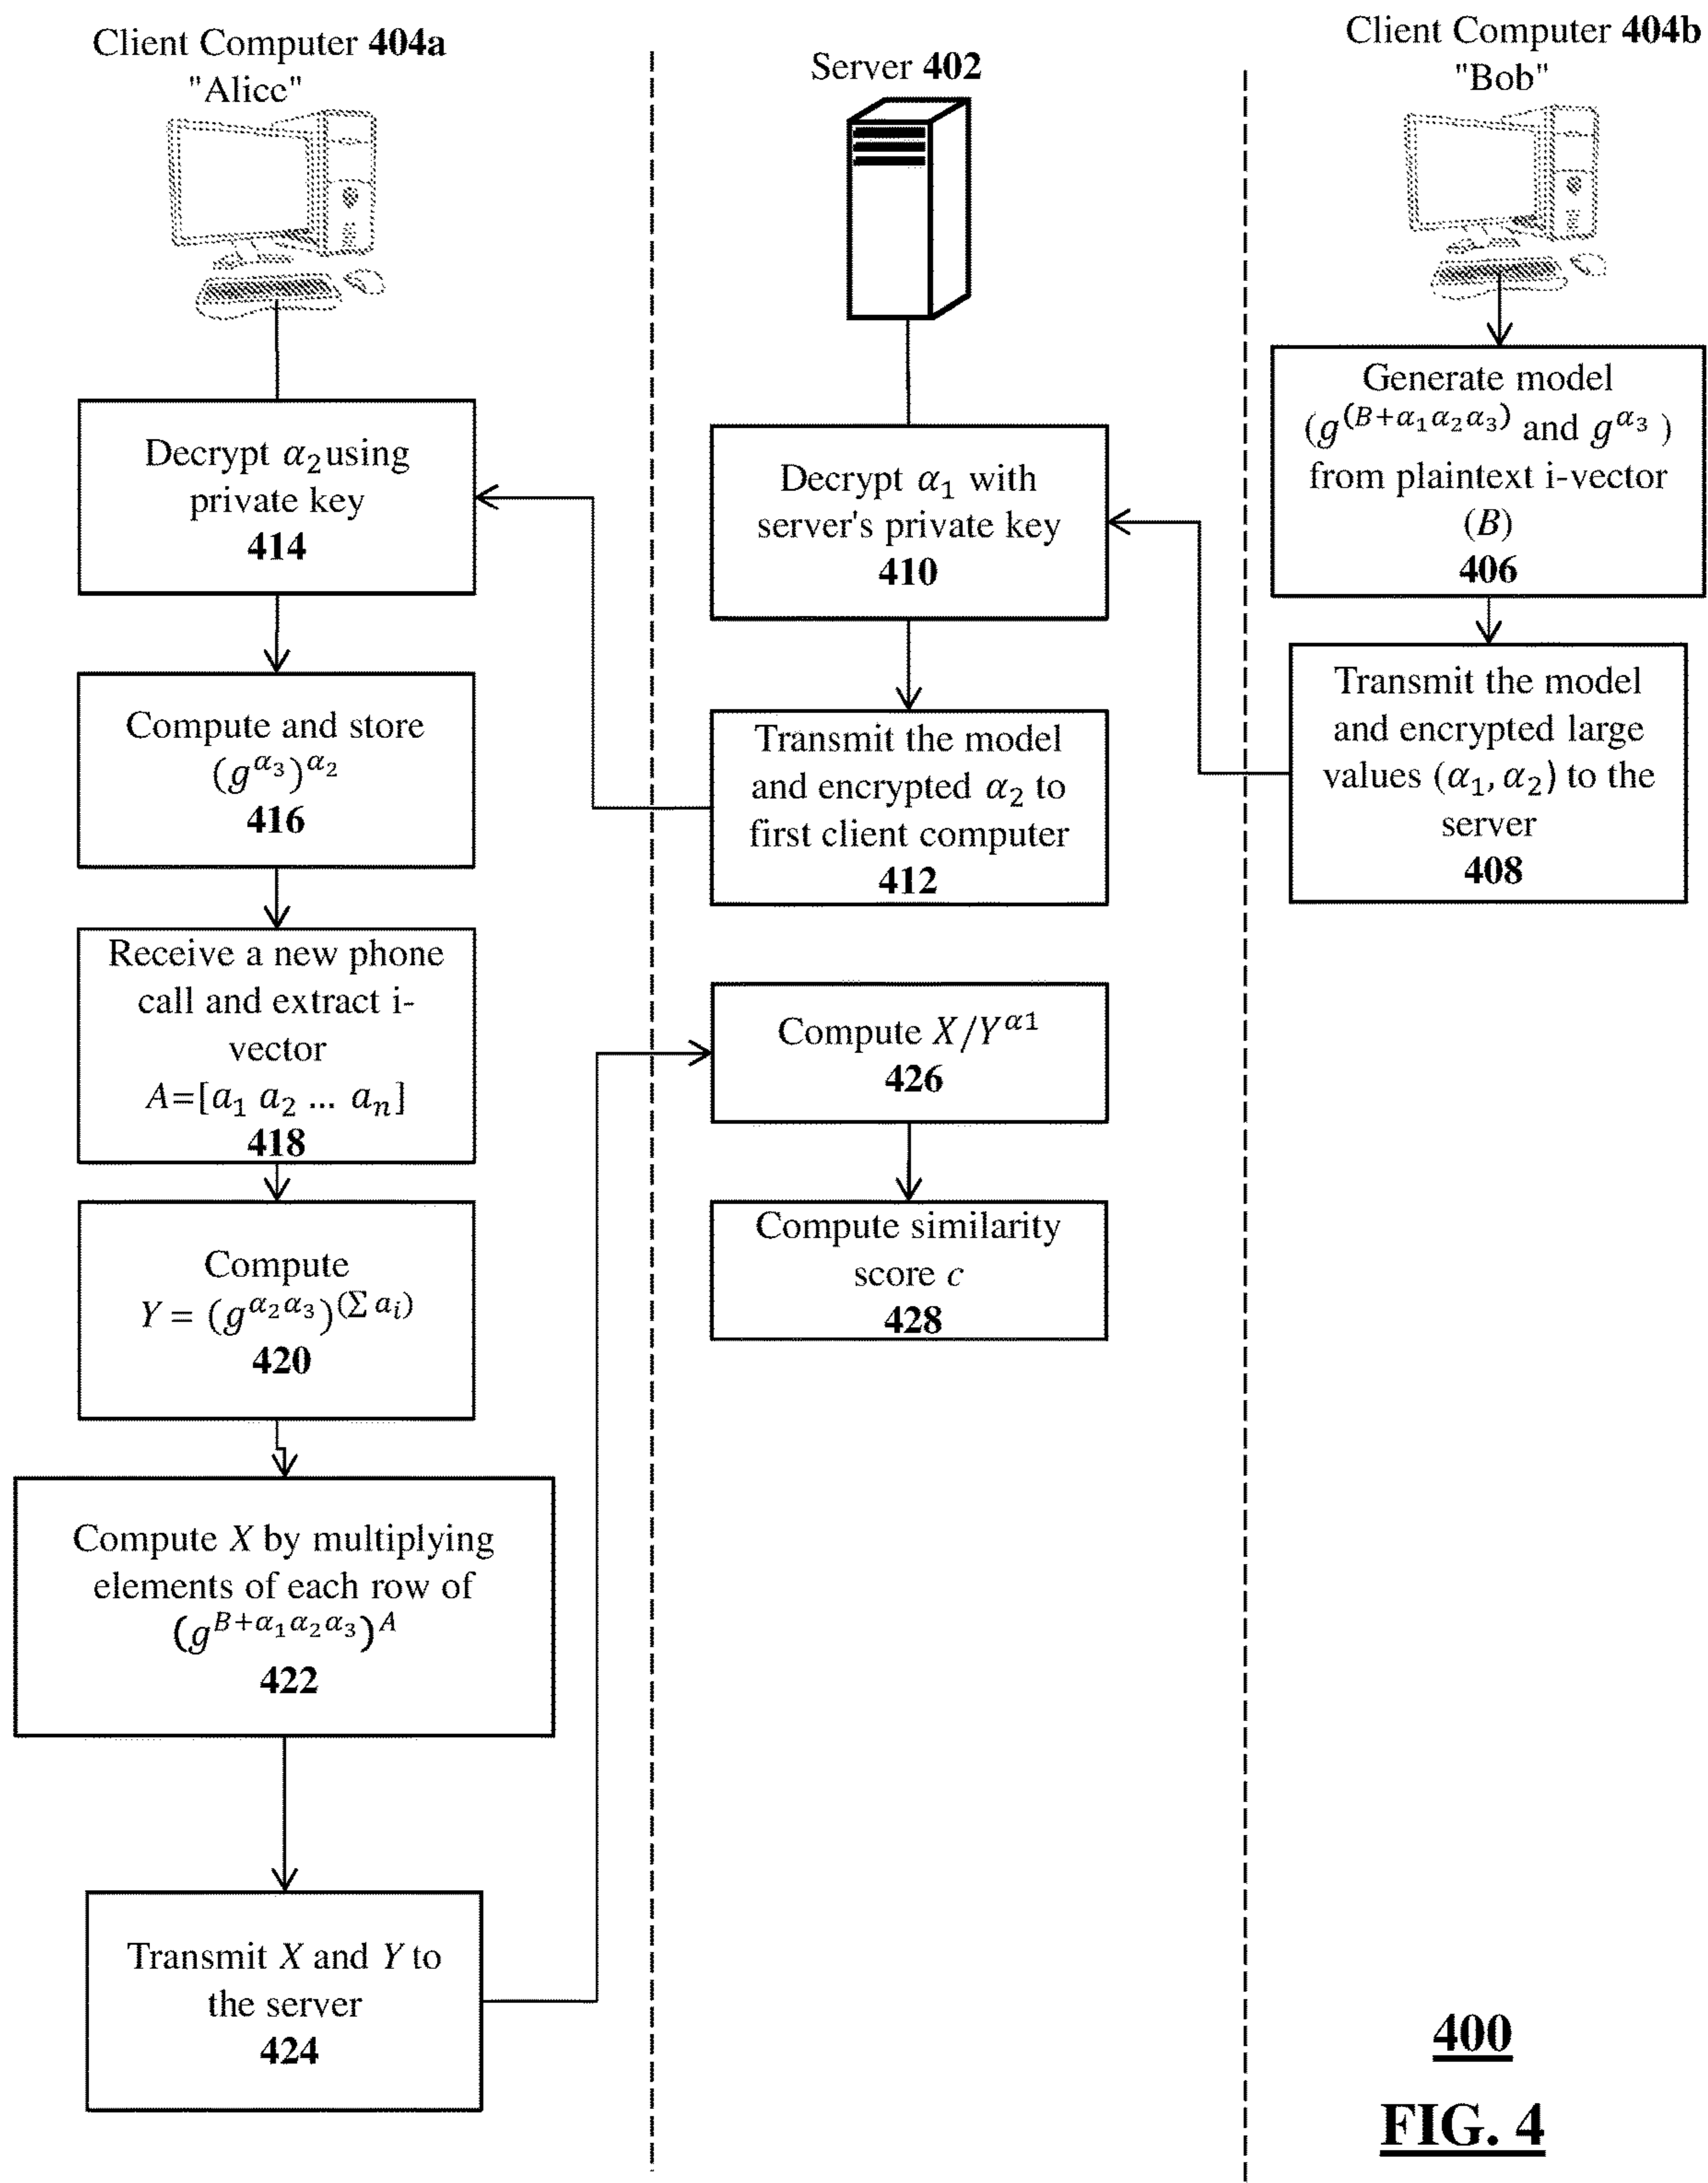 Client Computer 404a
"Alice"
Decrypt α₂ using
private key
414
Compute and store
(g^α₃)^α₂
416
Receive a new phone
call and extract i-
vector
A=[a₁ a₂ ... aₙ]
418
Compute
Y = (g^α₂α₃)^(∑ aᵢ)
420
Compute X by multiplying
elements of each row of
(g^B+α₁α₂α₃)^A
422
Transmit X and Y to
the server
424
Server 402
Decrypt α₁ with
server's private key
410
Transmit the model
and encrypted α₂ to
first client computer
412
Compute X/Y^α1
426
Compute similarity
score c
428
Client Computer 404b
"Bob"
Generate model
(g^(B+α₁α₂α₃) and g^α₃ )
from plaintext i-vector
(B)
406
Transmit the model
and encrypted large
values (α₁, α₂) to the
server
408
400
FIG. 4